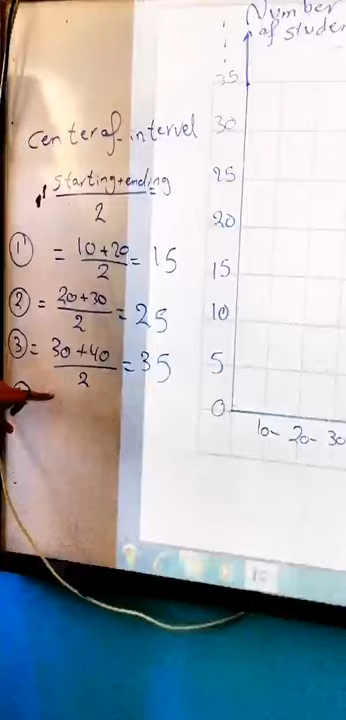 center of interval
starting+ending
2
① = 10+20 = 15
2
② = 20+30 = 25
2
③ = 30+40 = 35
2
Number
of studen
35
30
25
20
15
10
5
0
10- 20- 30